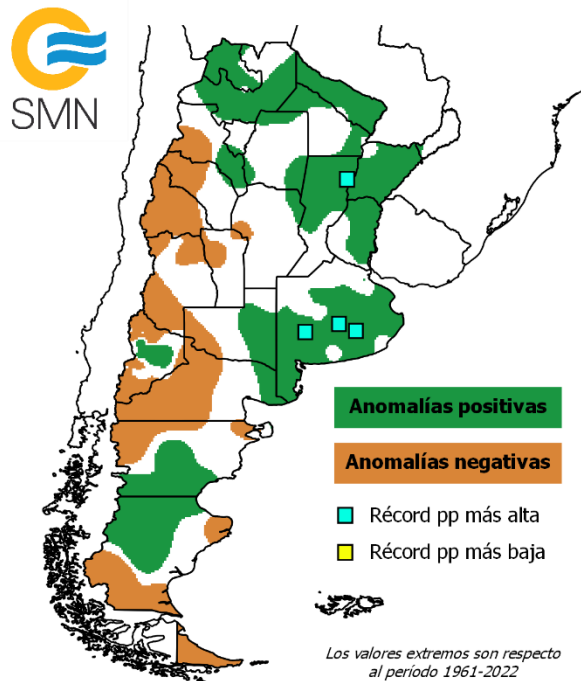 SMN
Anomalías positivas
Anomalías negativas
Récord pp más alta
Récord pp más baja
Los valores extremos son respecto
al período 1961-2022